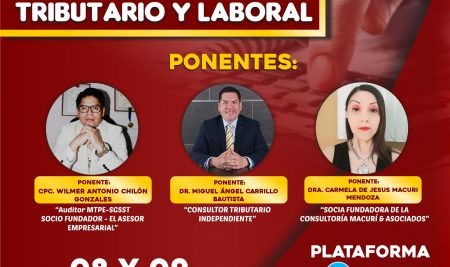 TRIBUTARIO Y LABORAL
PONENTES:
PONENTE:
CPC. WILMER ANTONIO CHILÓN
GONZALES
"Auditor MTPE-SGSST
SOCIO FUNDADOR - EL ASESOR
EMPRESARIAL"
PONENTE:
DR. MIGUEL ÁNGEL CARRILLO
BAUTISTA
"CONSULTOR TRIBUTARIO
INDEPENDIENTE"
PONENTE:
DRA. CARMELA DE JESUS MACURI
MENDOZA
"SOCIA FUNDADORA DE LA
CONSULTORÍA MACURÍ & ASOCIADOS"
PLATAFORMA